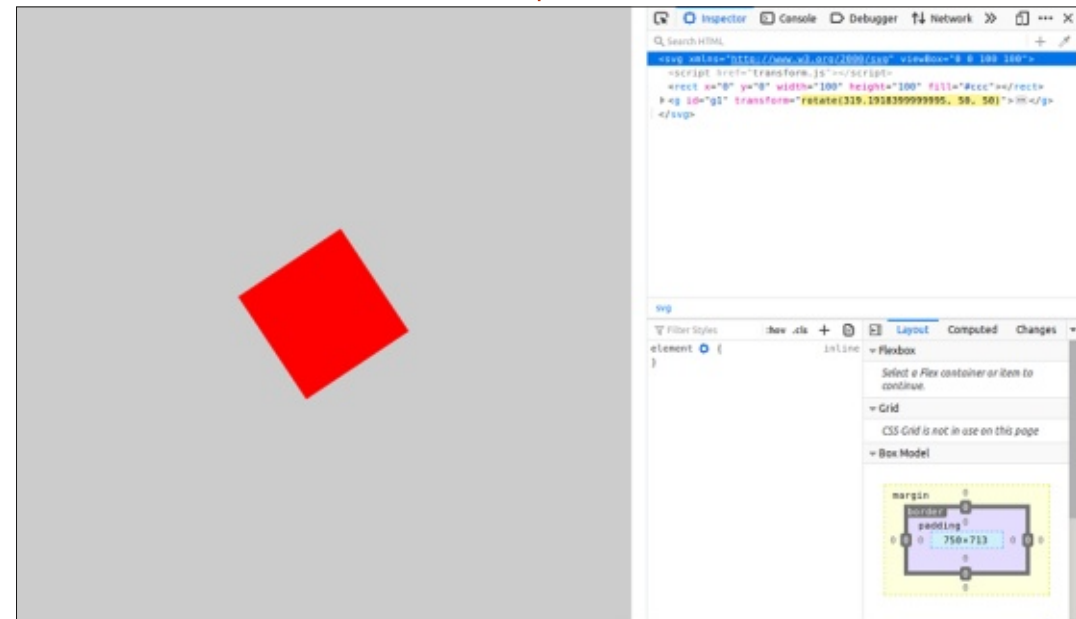 Inspector Console Debugger Network
Search HTML
<svg xmlns="http://www.w3.org/2000/svg" viewBox="0 0 100 100">
<script href="transform.js"></script>
<rect x="0" y="0" width="100" height="100" fill="#ccc"></rect>
<g id="g1" transform="rotate(319.1918399999995, 50, 50)"></g>
</svg>
svg
Filter Styles :hov .cls + Layout Computed Changes
element { inline
}
Flexbox
Select a Flex container or item to
continue.
Grid
CSS Grid is not in use on this page
Box Model
margin 0
border 0
padding 0
0 0 0 750×713 0 0 0
0
0
0